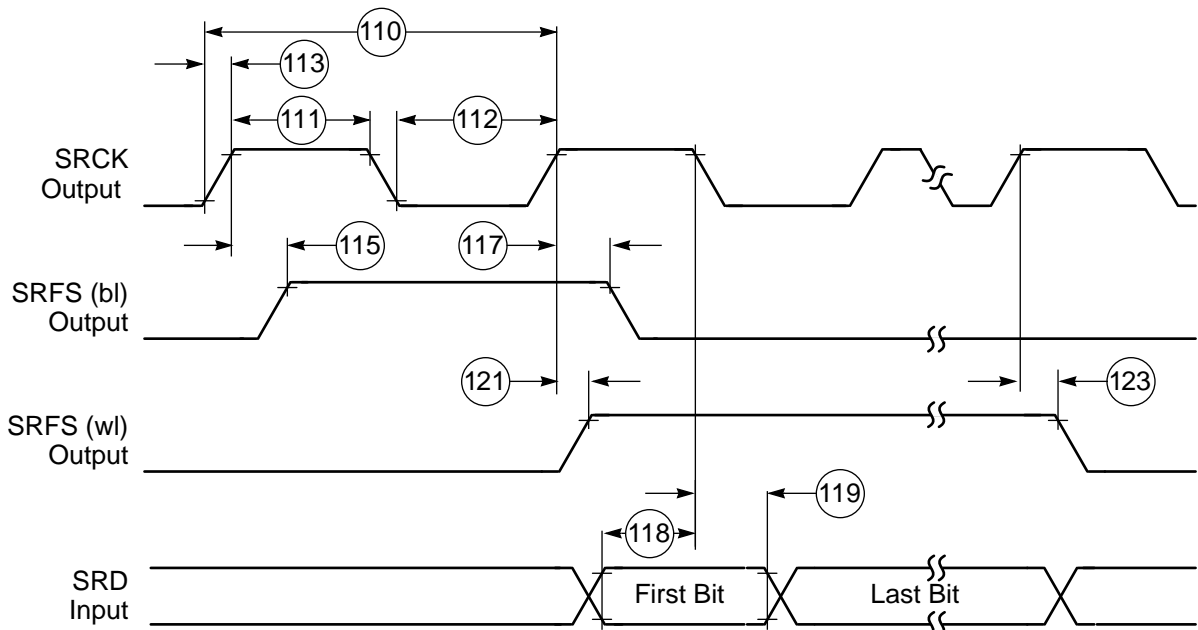 110
113
111
112
SRCK
Output
115
117
SRFS (bl)
Output
121
123
SRFS (wl)
Output
119
118
SRD
Input
First Bit
Last Bit